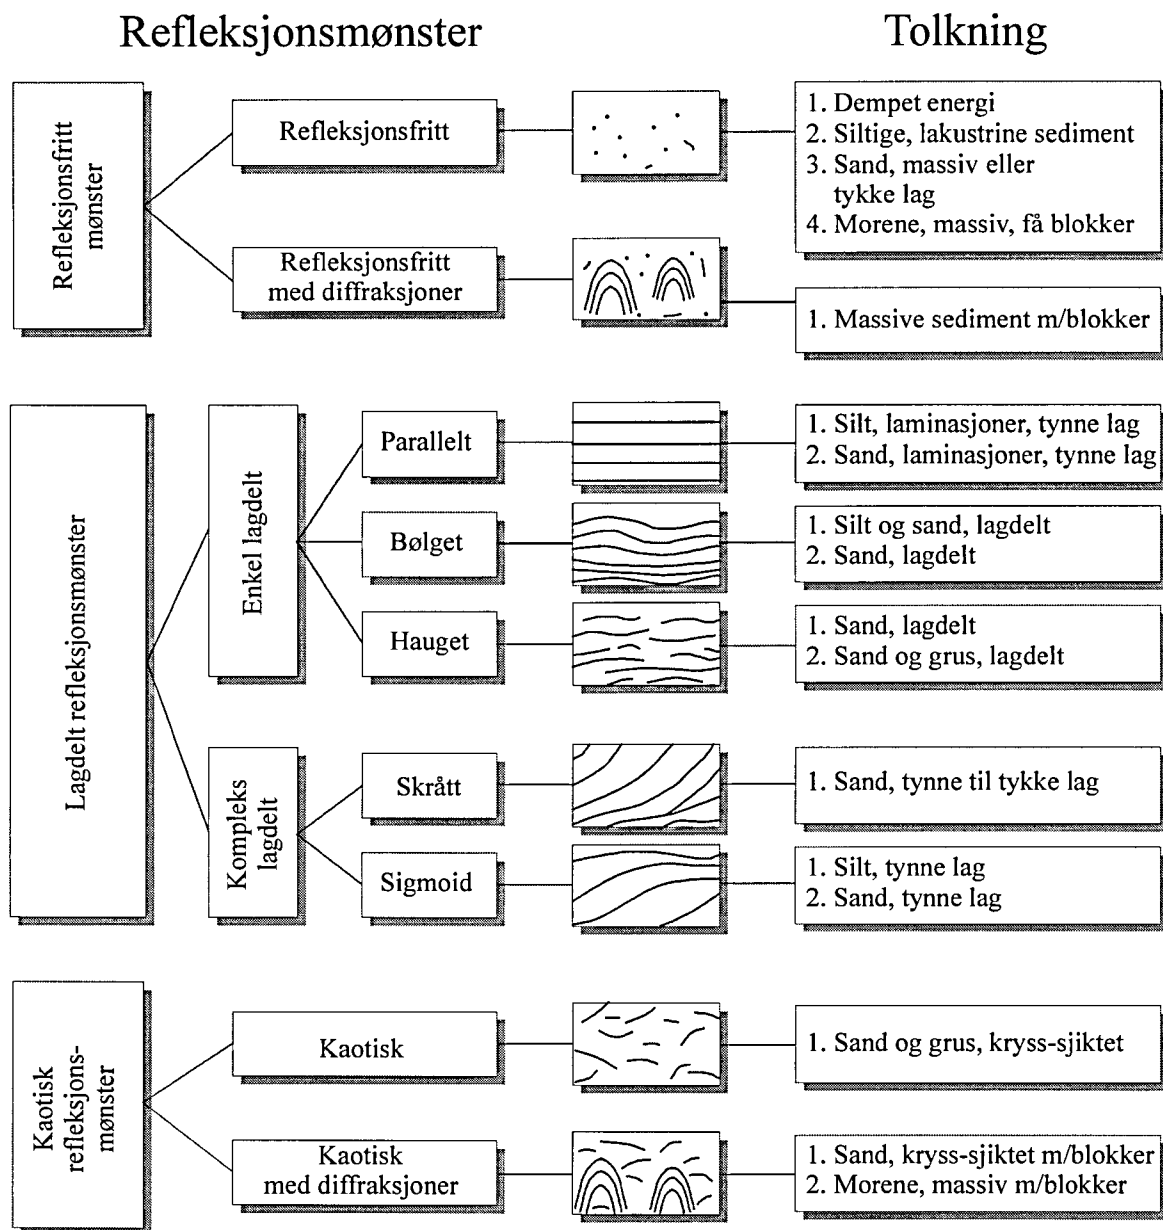 Refleksjonsmønster
Tolkning
Refleksjonsfritt
mønster
Refleksjonsfritt
1. Dempet energi
2. Siltige, lakustrine sediment
3. Sand, massiv eller
tykke lag
4. Morene, massiv, få blokker
Refleksjonsfritt
med diffraksjoner
1. Massive sediment m/blokker
Lagdelt refleksjonsmønster
Enkel lagdelt
Parallelt
1. Silt, laminasjoner, tynne lag
2. Sand, laminasjoner, tynne lag
Bølget
1. Silt og sand, lagdelt
2. Sand, lagdelt
Hauget
1. Sand, lagdelt
2. Sand og grus, lagdelt
Kompleks
lagdelt
Skrått
1. Sand, tynne til tykke lag
Sigmoid
1. Silt, tynne lag
2. Sand, tynne lag
Kaotisk
refleksjons-
mønster
Kaotisk
1. Sand og grus, kryss-sjiktet
Kaotisk
med diffraksjoner
1. Sand, kryss-sjiktet m/blokker
2. Morene, massiv m/blokker